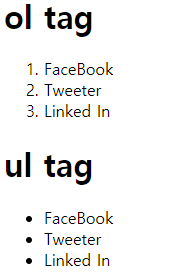 ol tag
1. FaceBook
2. Tweeter
3. Linked In
ul tag
• FaceBook
• Tweeter
• Linked In